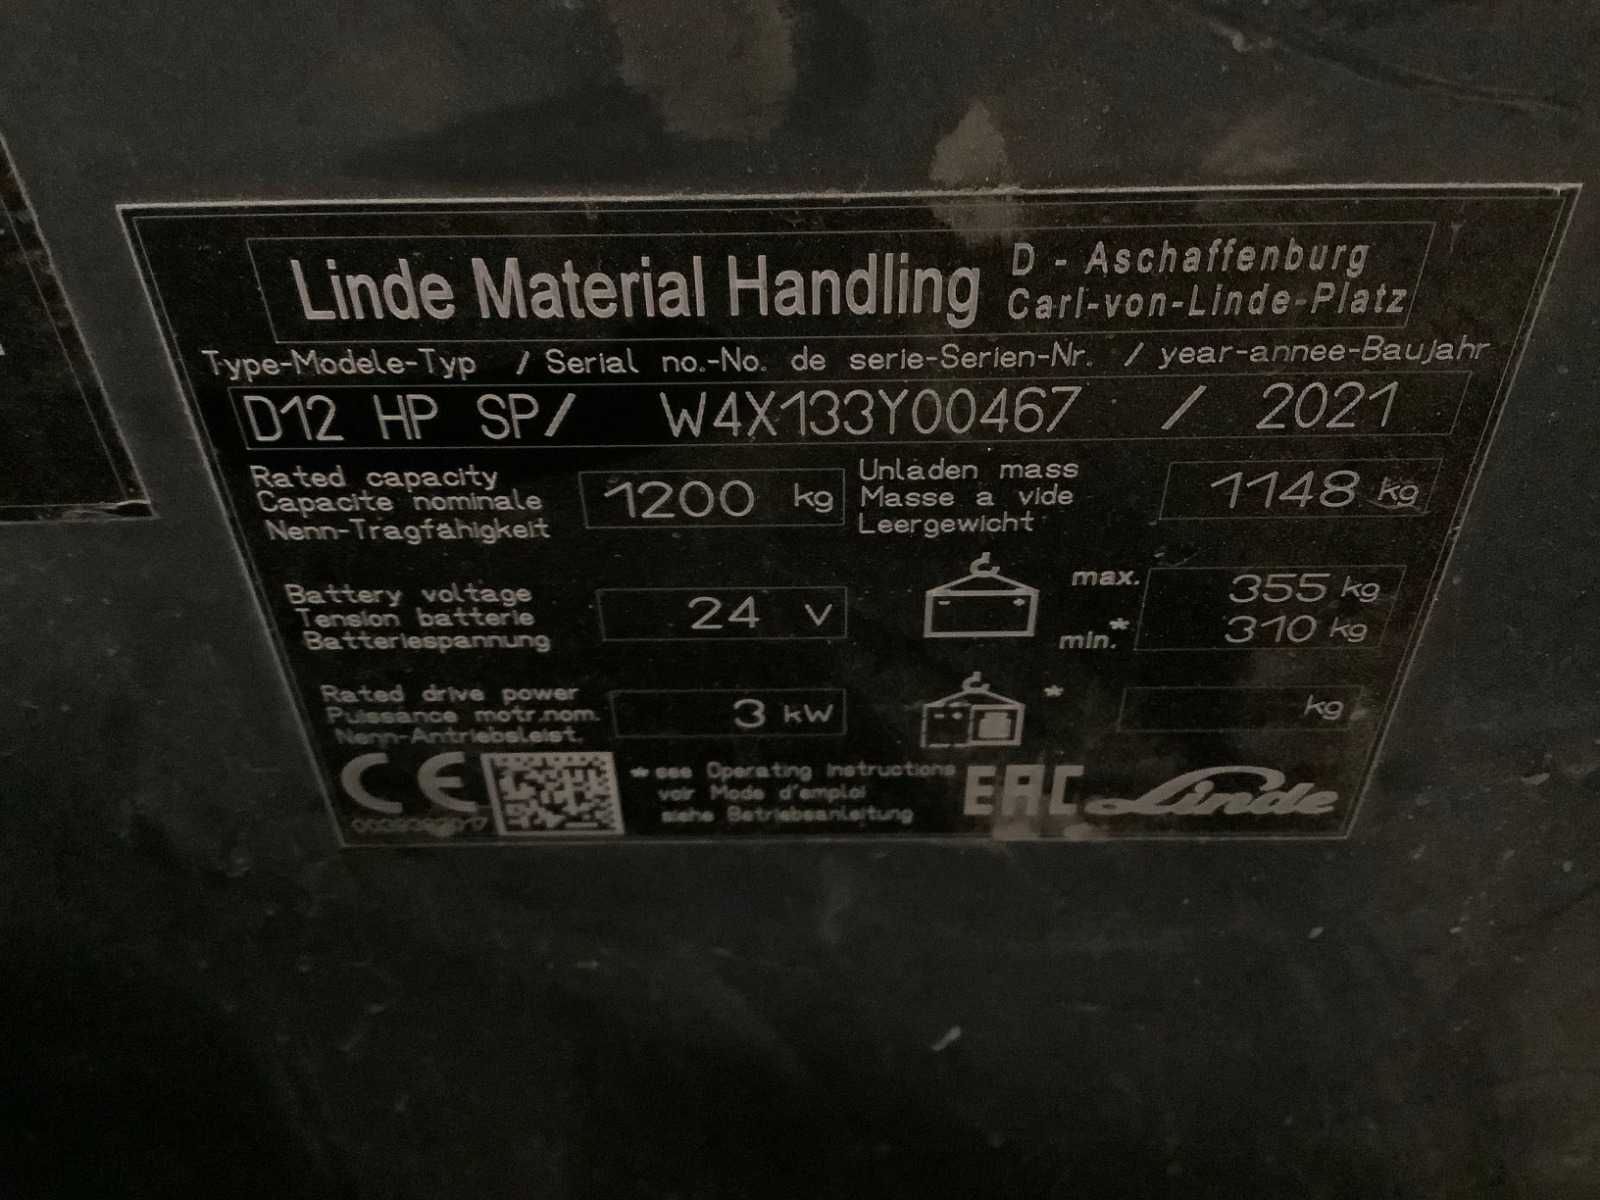 Linde Material Handling
D - Aschaffenburg
Carl-von-Linde-Platz
Type-Modele-Typ / Serial no.-No. de serie-Serien-Nr. / year-annee-Baujahr
D12 HP SP/ W4X133Y00467 / 2021
Rated capacity
Capacite nominale
Nenn-Tragfähigkeit
1200 kg
Unladen mass
Masse a vide
Leergewicht
1148 kg
Battery voltage
Tension batterie
Batteriespannung
24 V
- +
max. 355 kg
min.* 310 kg
Rated drive power
Puissance motr.nom.
Nenn-Antriebsleist.
3 kW
* kg
CE
* see Operating Instructions
voir Mode d'emploi
siehe Betriebsanleitung
EAC
Linde